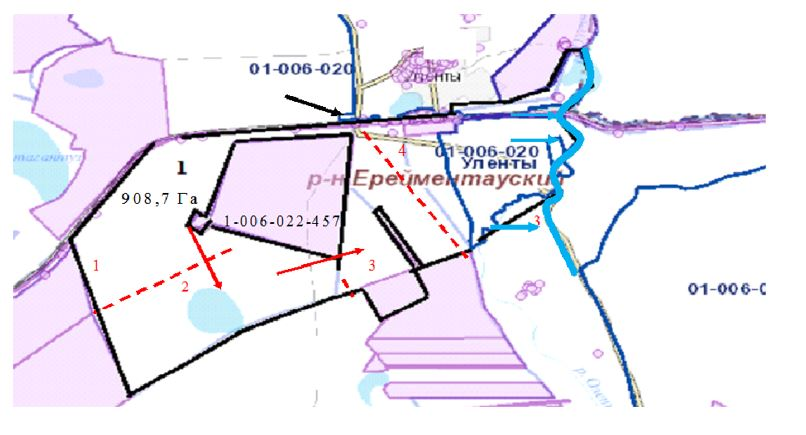 01-006-020
Уленты
4
01-006-020
Уленты
1
р-н Ерейментауский
908,7 Га
1-006-022-457
3
1
3
2
01-006-0